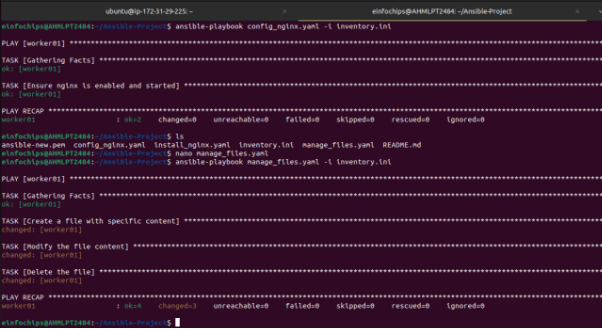 ubuntu@ip-172-31-29-225: ~
einfochips@AHMLPT2484: ~/Ansible-Project
einfochips@AHMLPT2484:~/Ansible-Project$ ansible-playbook config_nginx.yaml -i inventory.ini
PLAY [worker01] ****************************************************************
TASK [Gathering Facts] *********************************************************
ok: [worker01]
TASK [Ensure nginx is enabled and started] *************************************
ok: [worker01]
PLAY RECAP *********************************************************************
worker01 : ok=2 changed=0 unreachable=0 failed=0 skipped=0 rescued=0 ignored=0
einfochips@AHMLPT2484:~/Ansible-Project$ ls
ansible-new.pem config_nginx.yaml install_nginx.yaml inventory.ini manage_files.yaml README.md
einfochips@AHMLPT2484:~/Ansible-Project$ nano manage_files.yaml
einfochips@AHMLPT2484:~/Ansible-Project$ ansible-playbook manage_files.yaml -i inventory.ini
PLAY [worker01] ****************************************************************
TASK [Gathering Facts] *********************************************************
ok: [worker01]
TASK [Create a file with specific content] *************************************
changed: [worker01]
TASK [Modify the file content] *************************************************
changed: [worker01]
TASK [Delete the file] *********************************************************
changed: [worker01]
PLAY RECAP *********************************************************************
worker01 : ok=4 changed=3 unreachable=0 failed=0 skipped=0 rescued=0 ignored=0
einfochips@AHMLPT2484:~/Ansible-Project$